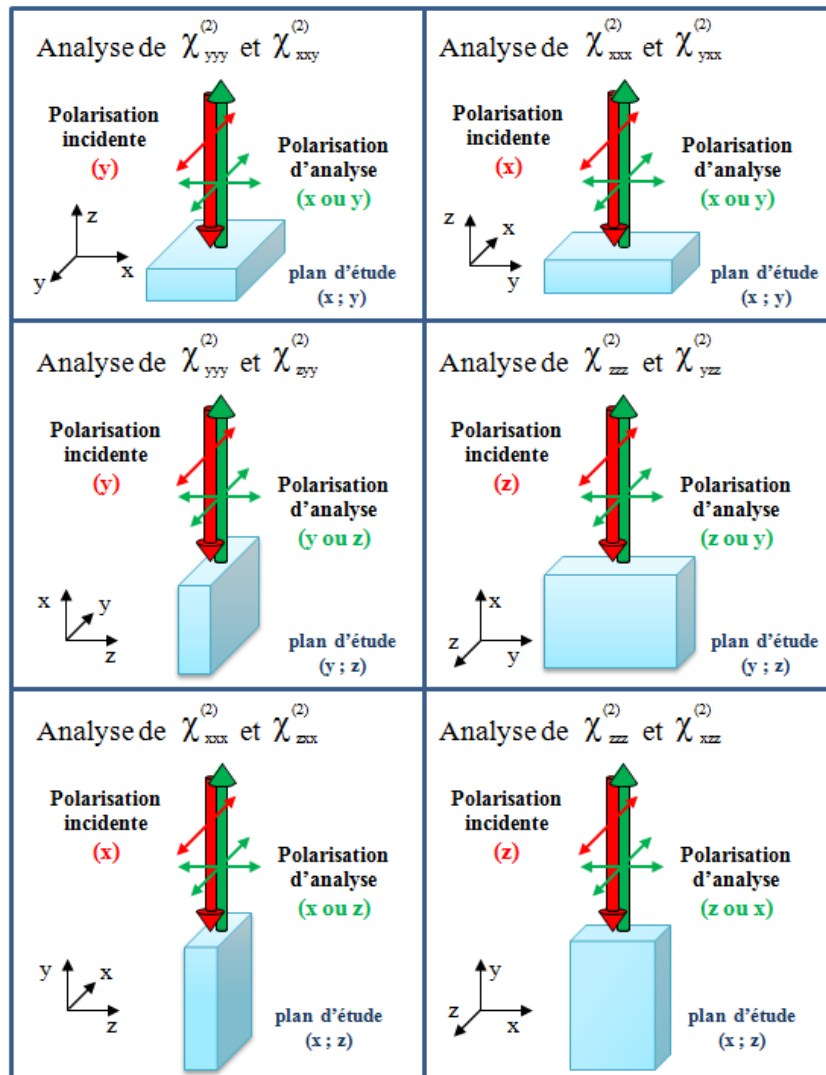 Analyse de χ(2)yyy et χ(2)xxy
Polarisation
incidente
(y)
Polarisation
d'analyse
(x ou y)
z
y
x
plan d'étude
(x ; y)
Analyse de χ(2)xxx et χ(2)yxx
Polarisation
incidente
(x)
Polarisation
d'analyse
(x ou y)
z
x
y
plan d'étude
(x ; y)
Analyse de χ(2)yyy et χ(2)zyy
Polarisation
incidente
(y)
Polarisation
d'analyse
(y ou z)
x
y
z
plan d'étude
(y ; z)
Analyse de χ(2)zzz et χ(2)yzz
Polarisation
incidente
(z)
Polarisation
d'analyse
(z ou y)
x
z
y
plan d'étude
(y ; z)
Analyse de χ(2)xxx et χ(2)zxx
Polarisation
incidente
(x)
Polarisation
d'analyse
(x ou z)
y
x
z
plan d'étude
(x ; z)
Analyse de χ(2)zzz et χ(2)xzz
Polarisation
incidente
(z)
Polarisation
d'analyse
(z ou x)
y
z
x
plan d'étude
(x ; z)